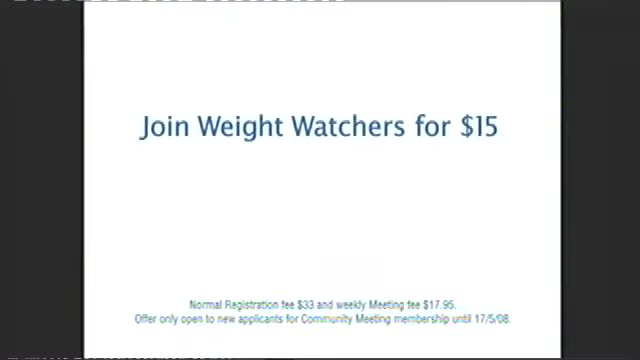 Join Weight Watchers for $15
Normal Registration fee $33 and weekly Meeting fee $17.95.
Offer only open to new applicants for Community Meeting membership until 17/5/08.